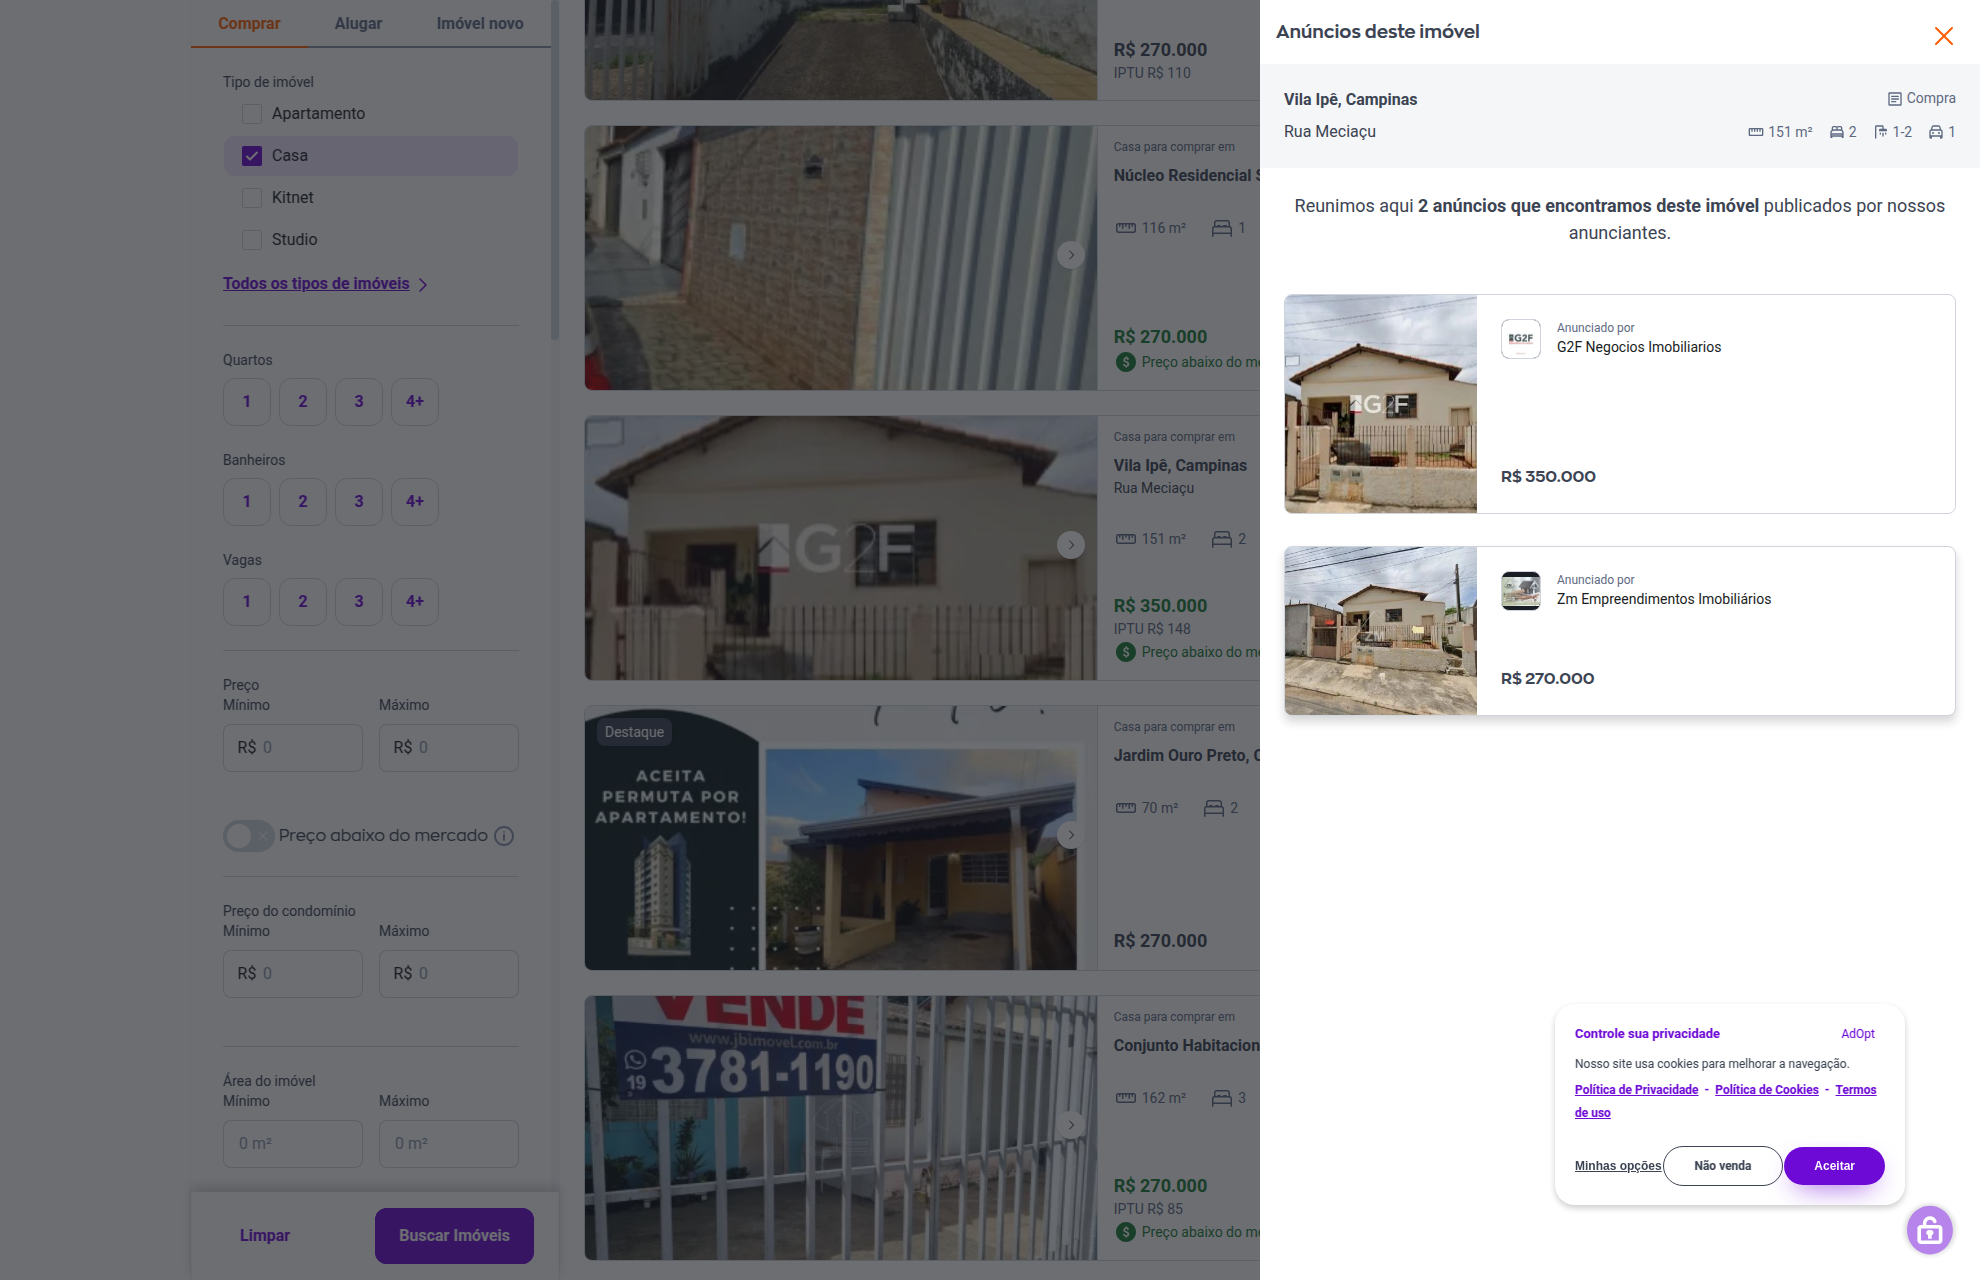 Comprar
Alugar
Imóvel novo
Tipo de imóvel
Apartamento
Casa
Kitnet
Studio
Todos os tipos de imóveis
Quartos
1
2
3
4+
Banheiros
1
2
3
4+
Vagas
1
2
3
4+
Preço
Mínimo
Máximo
R$ 0
R$ 0
Preço abaixo do mercado
Preço do condomínio
Mínimo
Máximo
R$ 0
R$ 0
Área do imóvel
Mínimo
Máximo
0 m²
0 m²
Limpar
Buscar Imóveis
R$ 270.000
IPTU R$ 110
Casa para comprar em
Núcleo Residencial
116 m²
1
R$ 270.000
Preço abaixo do
G2F
Casa para comprar em
Vila Ipê, Campinas
Rua Meciaçu
151 m²
2
R$ 350.000
IPTU R$ 148
Preço abaixo do
Destaque
ACEITA
PERMUTA POR
APARTAMENTO!
Casa para comprar em
Jardim Ouro Preto,
70 m²
2
R$ 270.000
VENDE
www.jbimovel.com.br
19 3781-1190
Casa para comprar em
Conjunto Habitacion
162 m²
3
R$ 270.000
IPTU R$ 85
Preço abaixo do
Anúncios deste imóvel
Vila Ipê, Campinas
Compra
Rua Meciaçu
151 m²
2
1-2
1
Reunimos aqui 2 anúncios que encontramos deste imóvel publicados por nossos
anunciantes.
G2F
G2F
Anunciado por
G2F Negocios Imobiliarios
R$ 350.000
Anunciado por
Zm Empreendimentos Imobiliários
R$ 270.000
Controle sua privacidade
AdOpt
Nosso site usa cookies para melhorar a navegação.
Política de Privacidade - Política de Cookies - Termos
de uso
Minhas opções
Não venda
Aceitar